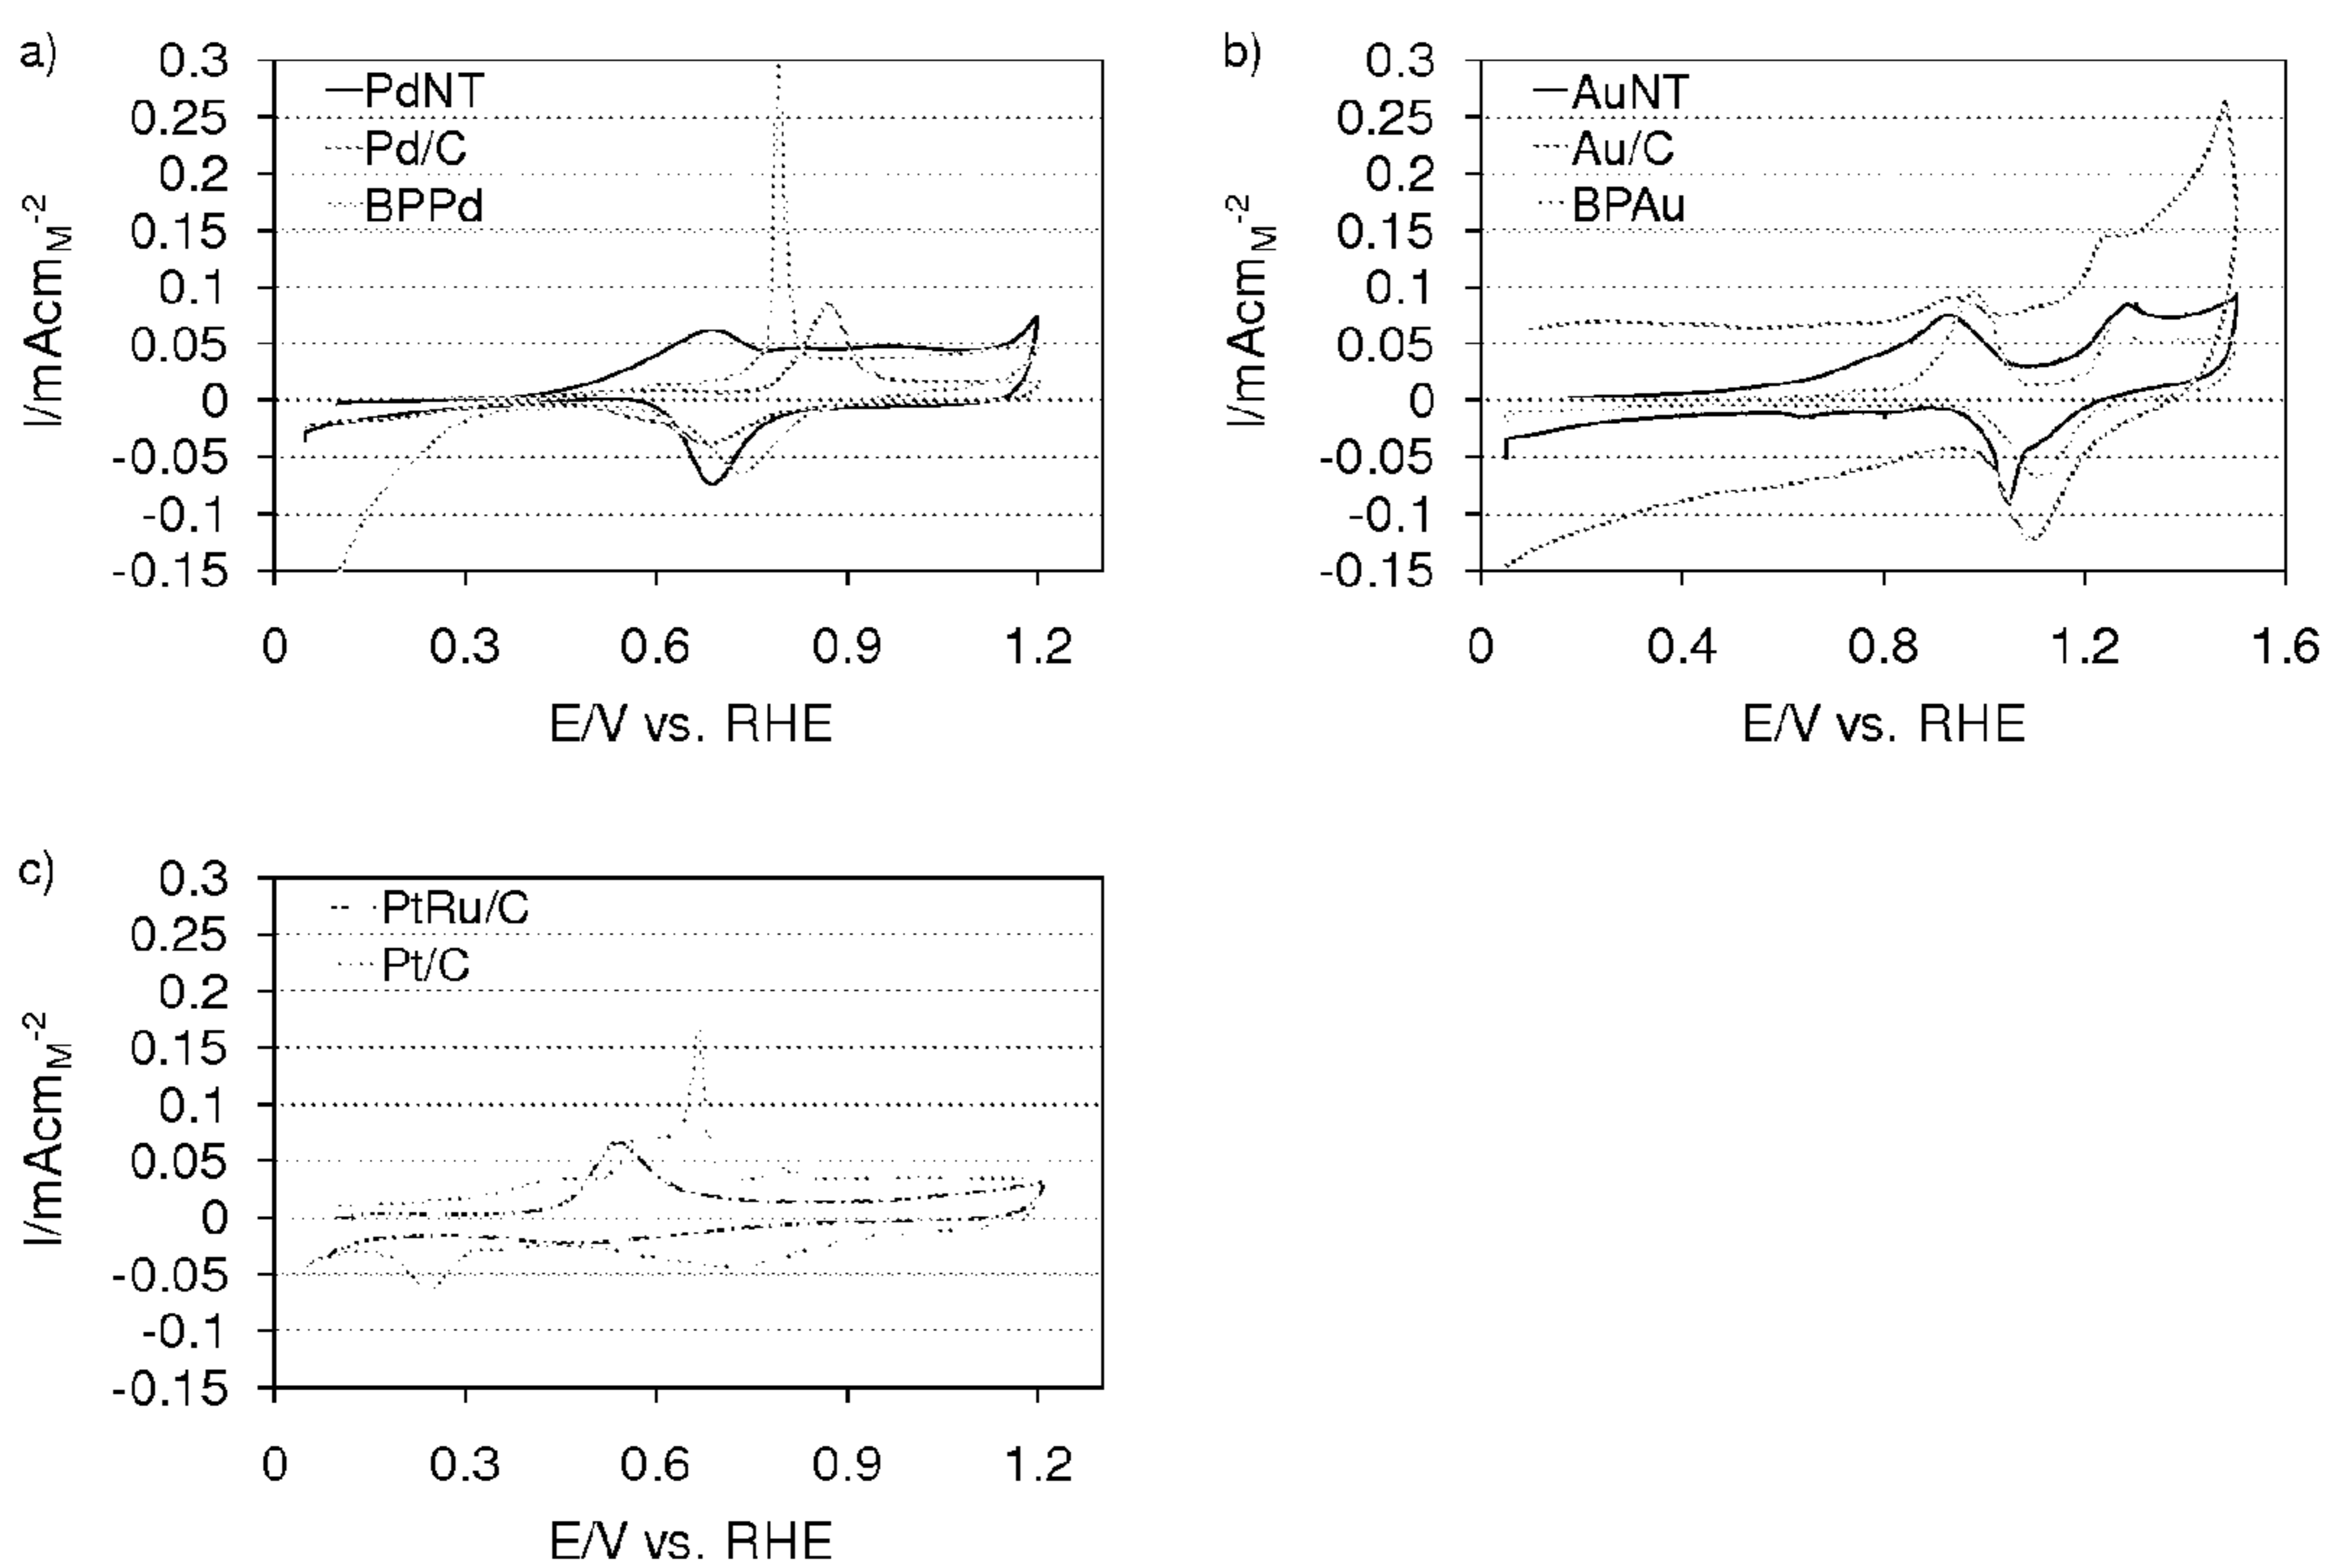 a)
I/mAcm_M^-2
0.3
0.25
0.2
0.15
0.1
0.05
0
-0.05
-0.1
-0.15
PdNT
Pd/C
BPPd
0 0.3 0.6 0.9 1.2
E/V vs. RHE
b)
I/mAcm_M^-2
0.3
0.25
0.2
0.15
0.1
0.05
0
-0.05
-0.1
-0.15
AuNT
Au/C
BPAu
0 0.4 0.8 1.2 1.6
E/V vs. RHE
c)
I/mAcm_M^-2
0.3
0.25
0.2
0.15
0.1
0.05
0
-0.05
-0.1
-0.15
PtRu/C
Pt/C
0 0.3 0.6 0.9 1.2
E/V vs. RHE